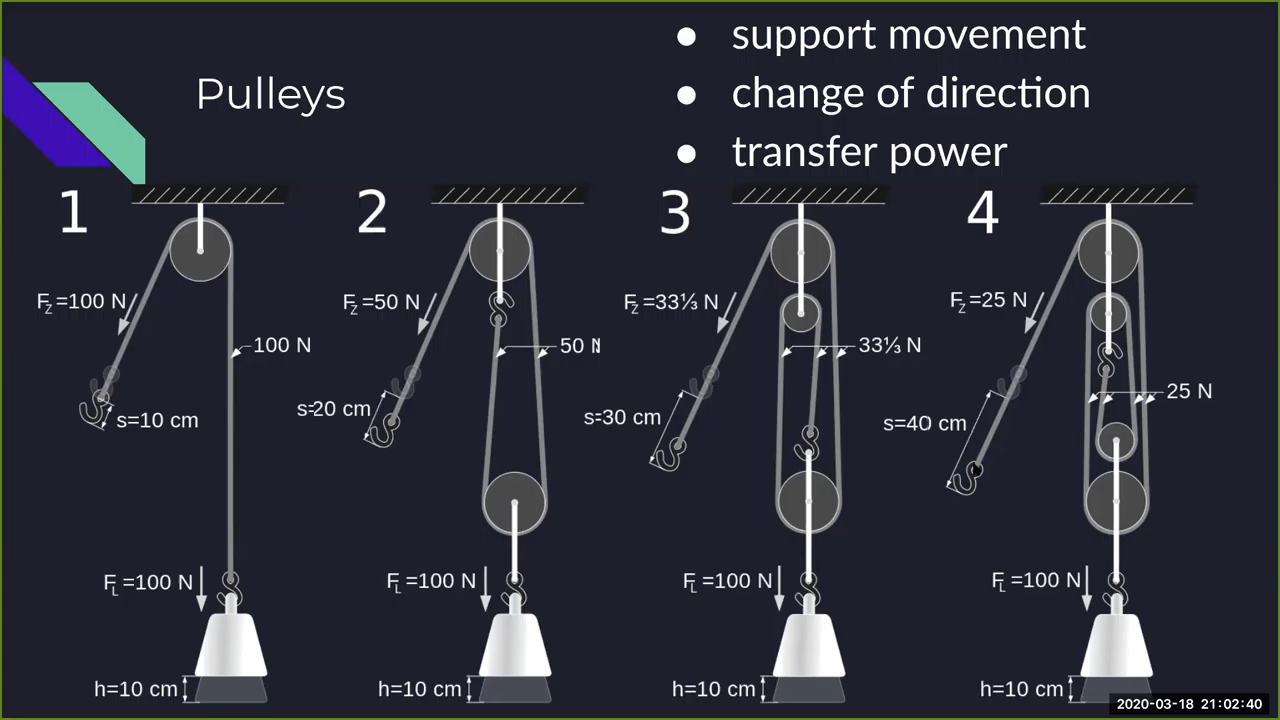 Pulleys
● support movement
● change of direction
● transfer power
1
2
3
4
FZ=100 N
100 N
s=10 cm
FL=100 N
h=10 cm
FZ=50 N
50 N
s=20 cm
FL=100 N
h=10 cm
FZ=33⅓ N
33⅓ N
s=30 cm
FL=100 N
h=10 cm
FZ=25 N
25 N
s=40 cm
FL=100 N
h=10 cm
2020-03-18 21:02:40